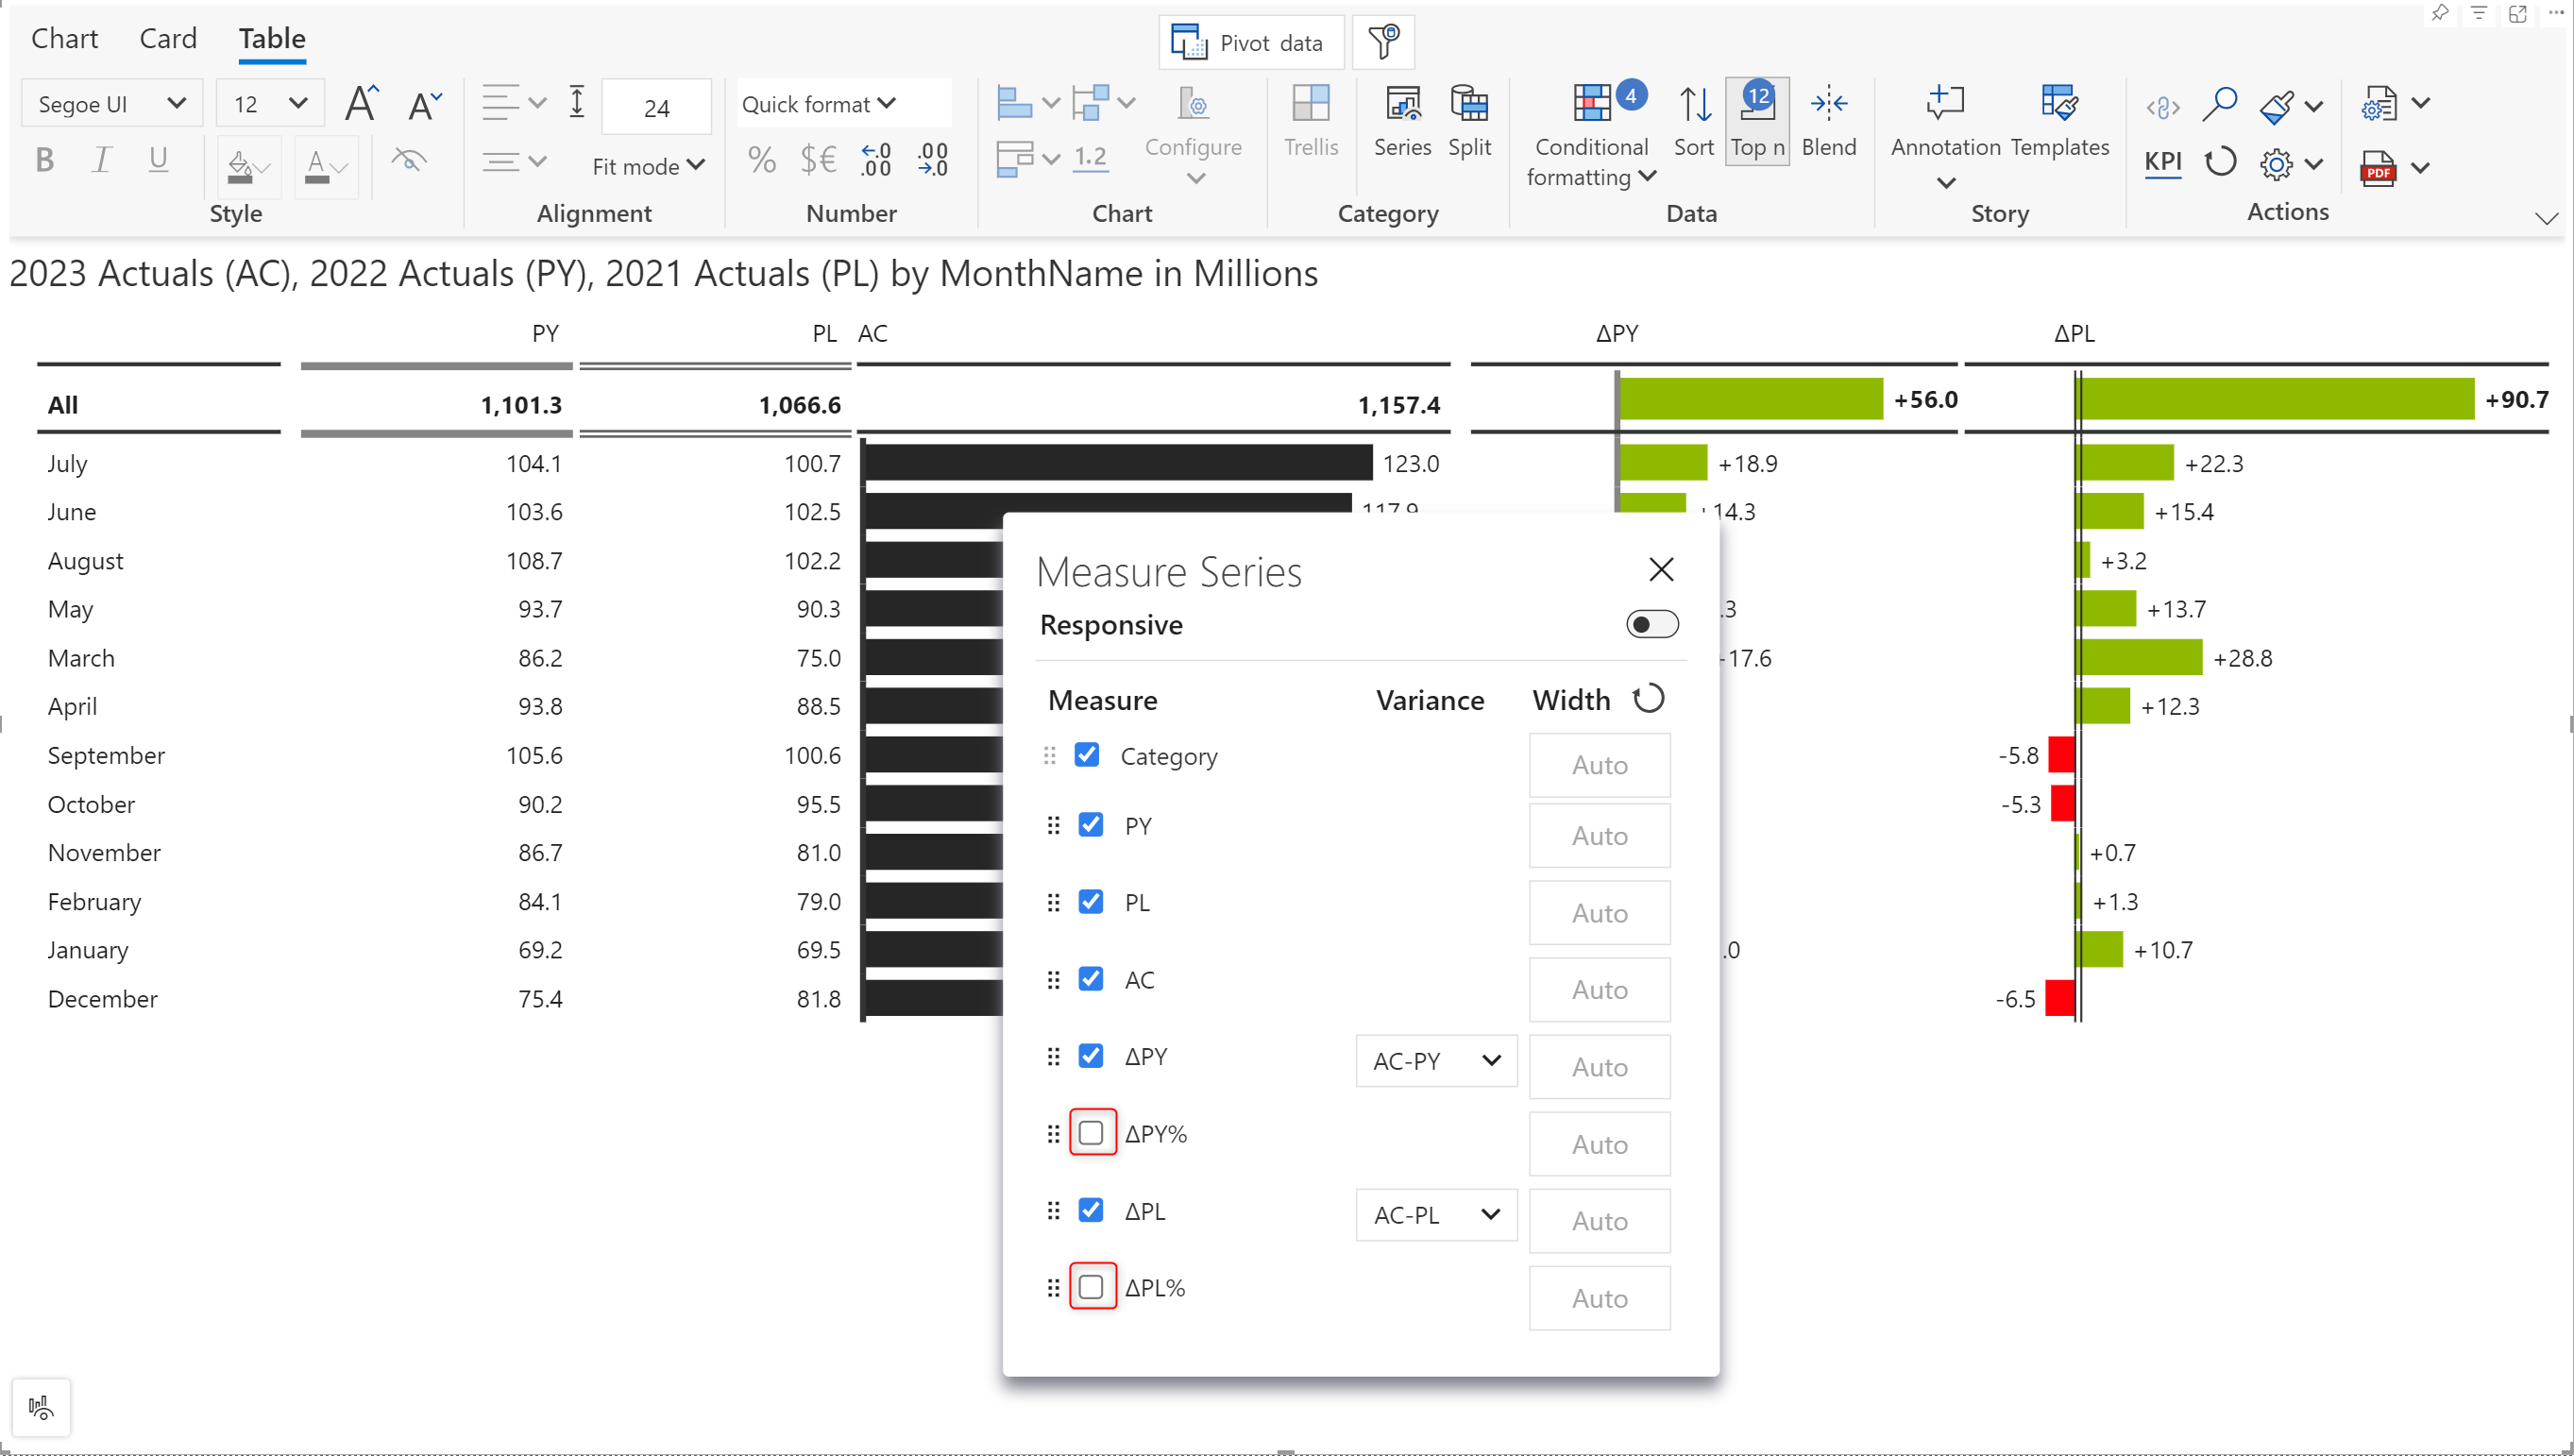 Chart Card Table
Pivot data
Segoe UI 12 A A 24 Quick format 4 12
B I U A Fit mode % $€ .0 .00 .00 .0 1.2 Configure Trellis Series Split Conditional formatting Sort Top n Blend Annotation Templates KPI PDF
Style Alignment Number Chart Category Data Story Actions
2023 Actuals (AC), 2022 Actuals (PY), 2021 Actuals (PL) by MonthName in Millions
PY PL AC ΔPY ΔPL
All 1,101.3 1,066.6 1,157.4 +56.0 +90.7
July 104.1 100.7 123.0 +18.9 +22.3
June 103.6 102.5 117.9 +14.3 +15.4
August 108.7 102.2 +3.2
May 93.7 90.3 .3 +13.7
March 86.2 75.0 17.6 +28.8
April 93.8 88.5 +12.3
September 105.6 100.6 -5.8
October 90.2 95.5 -5.3
November 86.7 81.0 +0.7
February 84.1 79.0 +1.3
January 69.2 69.5 .0 +10.7
December 75.4 81.8 -6.5
Measure Series
Responsive
Measure Variance Width
Category Auto
PY Auto
PL Auto
AC Auto
ΔPY AC-PY Auto
ΔPY% Auto
ΔPL AC-PL Auto
ΔPL% Auto